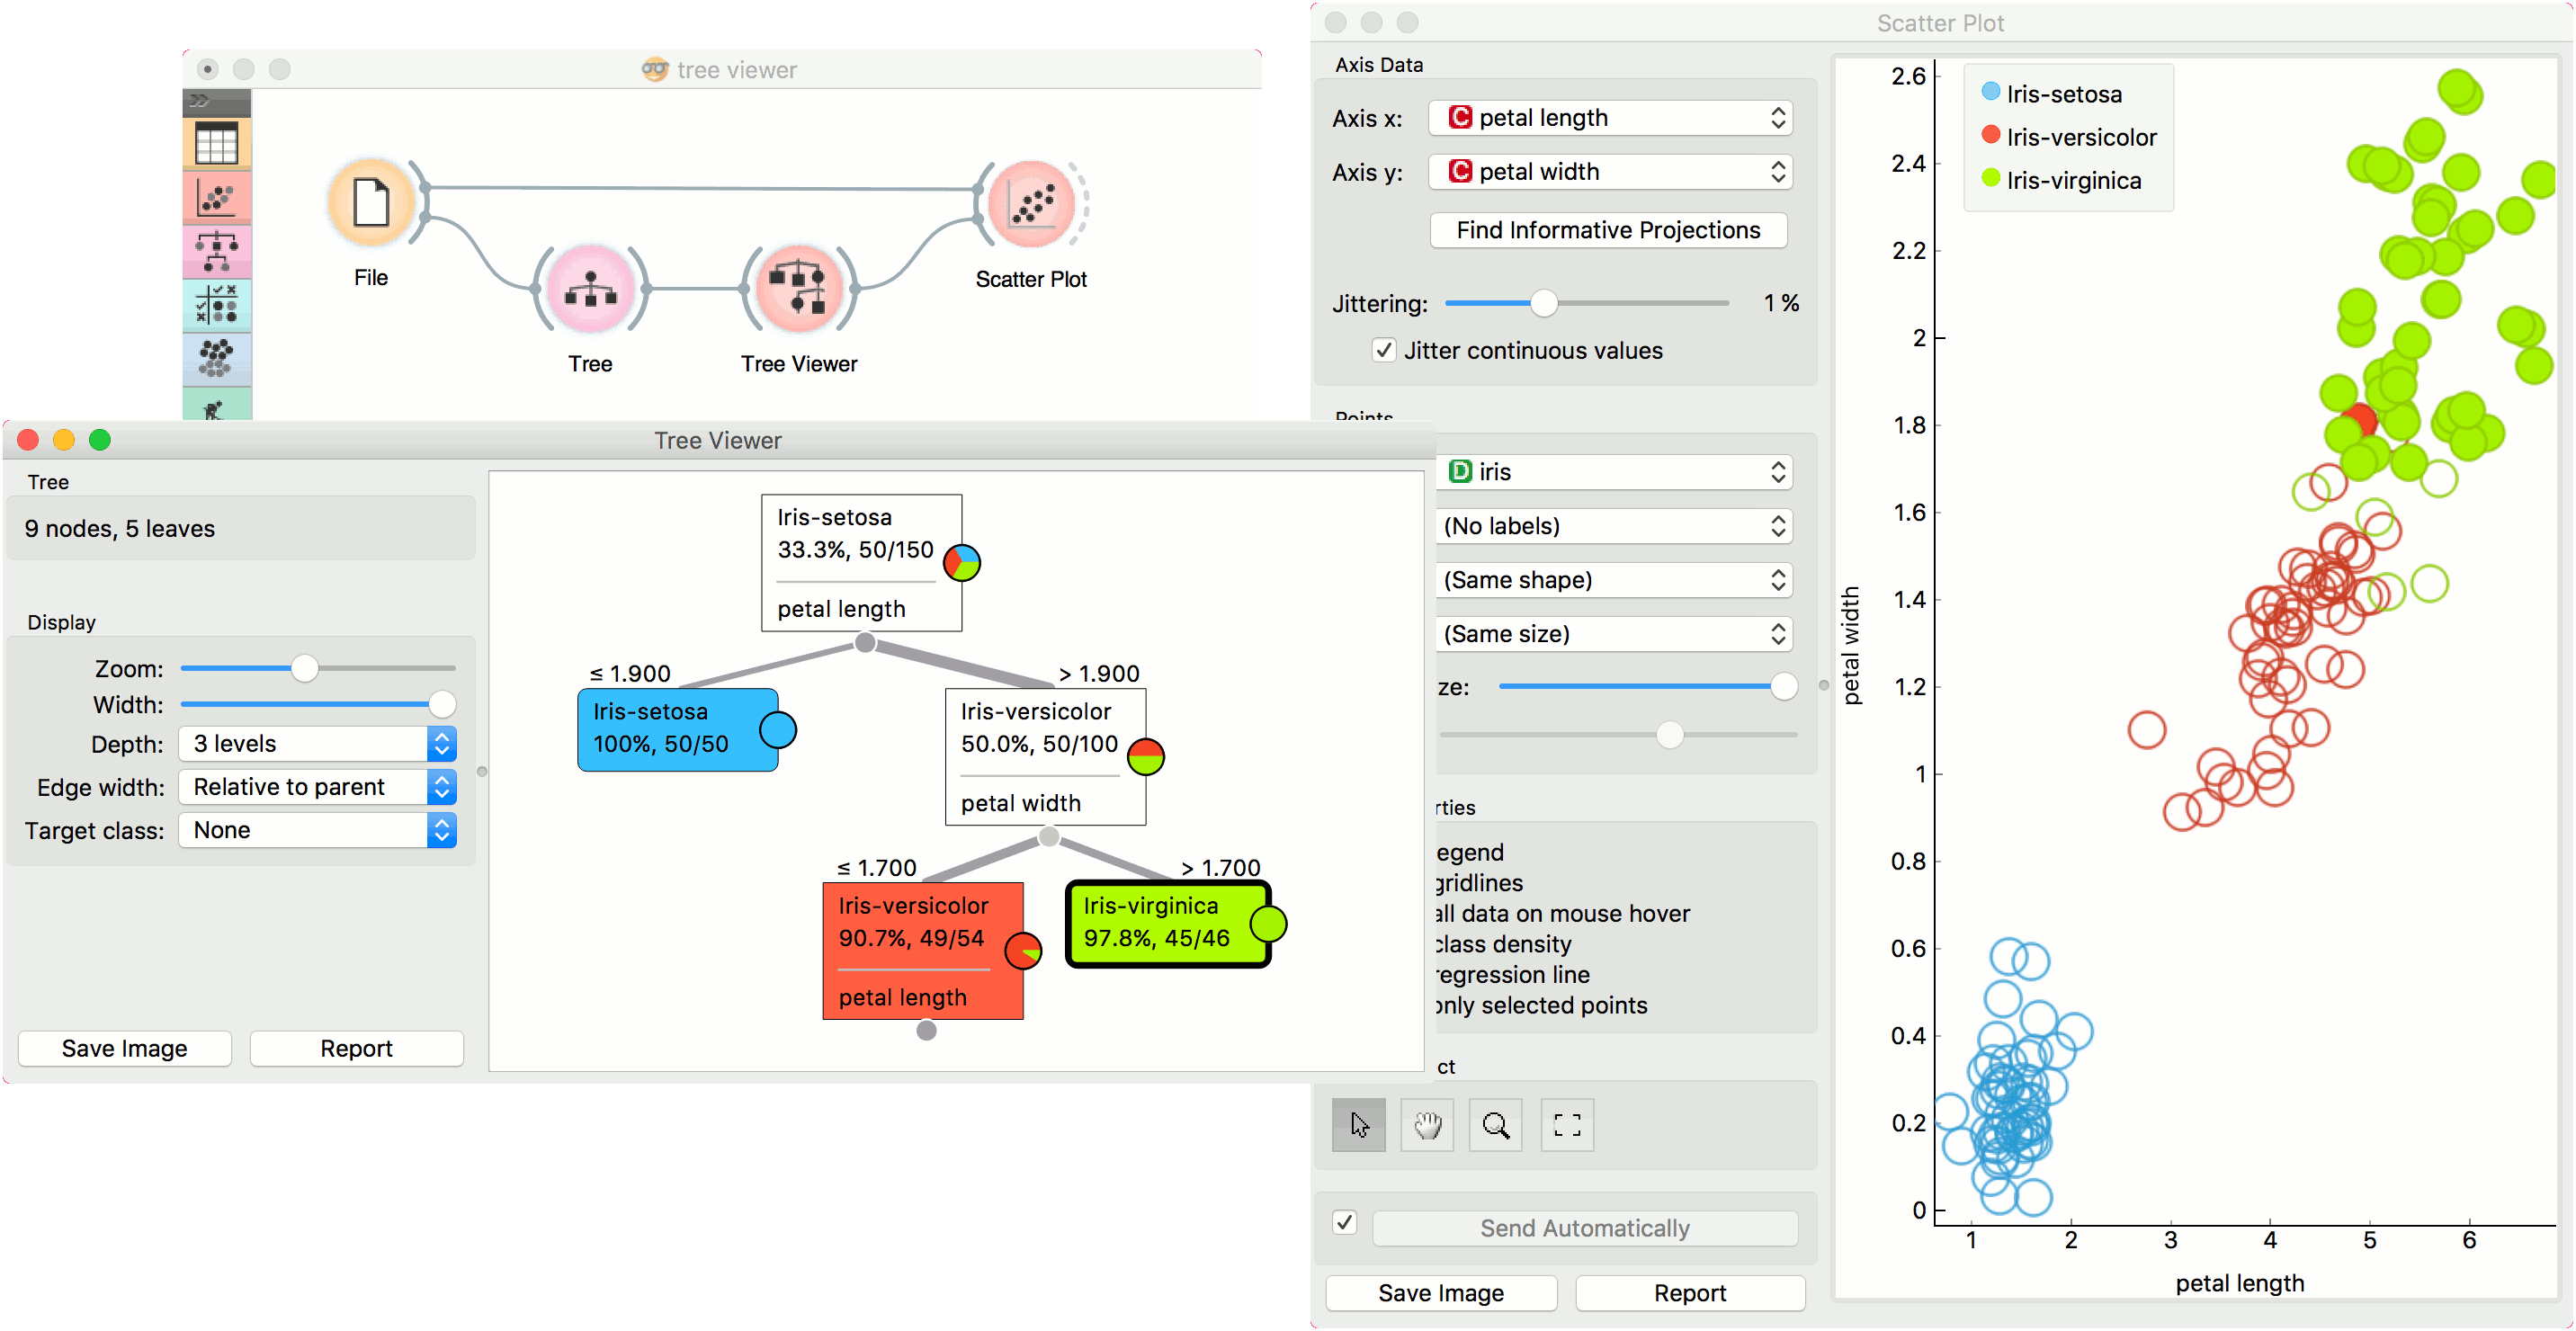 tree viewer
File
Tree
Tree Viewer
Scatter Plot
Tree Viewer
Tree
9 nodes, 5 leaves
Display
Zoom:
Width:
Depth: 3 levels
Edge width: Relative to parent
Target class: None
Save Image Report
Iris-setosa
33.3%, 50/150
petal length
≤ 1.900
> 1.900
Iris-setosa
100%, 50/50
Iris-versicolor
50.0%, 50/100
petal width
≤ 1.700
> 1.700
Iris-versicolor
90.7%, 49/54
petal length
Iris-virginica
97.8%, 45/46
Scatter Plot
Axis Data
Axis x: C petal length
Axis y: C petal width
Find Informative Projections
Jittering: 1 %
Jitter continuous values
Points
D iris
(No labels)
(Same shape)
(Same size)
ze:
rties
egend
gridlines
all data on mouse hover
class density
regression line
only selected points
ct
Send Automatically
Save Image Report
Iris-setosa
Iris-versicolor
Iris-virginica
2.6
2.4
2.2
2
1.8
1.6
1.4
1.2
1
0.8
0.6
0.4
0.2
0
petal width
1 2 3 4 5 6
petal length